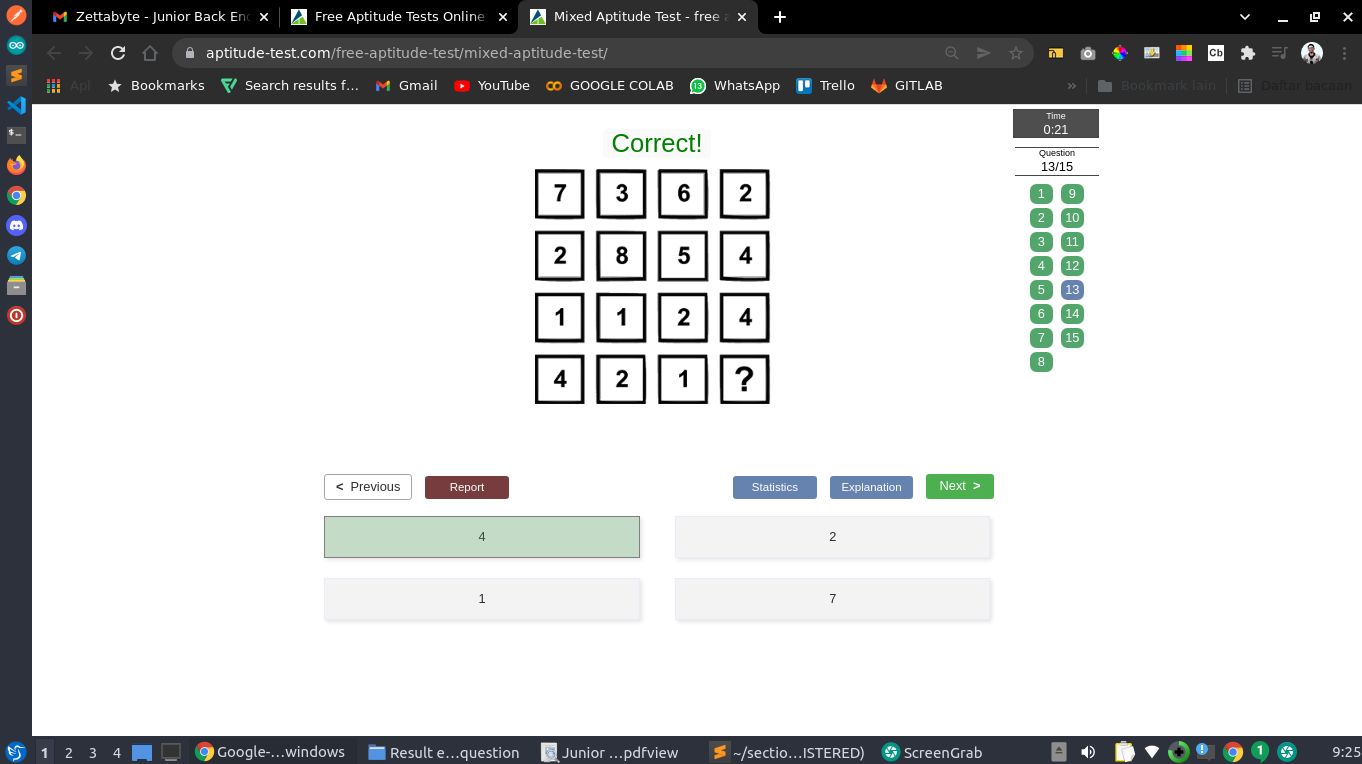 Zettabyte - Junior Back En
Free Aptitude Tests Online
Mixed Aptitude Test - free a
aptitude-test.com/free-aptitude-test/mixed-aptitude-test/
Apl
Bookmarks
Search results f...
Gmail
YouTube
GOOGLE COLAB
13
WhatsApp
Trello
GITLAB
»
Bookmark lain
Daftar bacaan
Cb
Time
0:21
Question
13/15
Correct!
7 3 6 2
2 8 5 4
1 1 2 4
4 2 1 ?
1 9
2 10
3 11
4 12
5 13
6 14
7 15
8
< Previous
Report
Statistics
Explanation
Next >
4
2
1
7
1 2 3 4
Google-...windows
Result e...question
Junior ...pdfview
~/sectio...ISTERED)
ScreenGrab
1
9:25